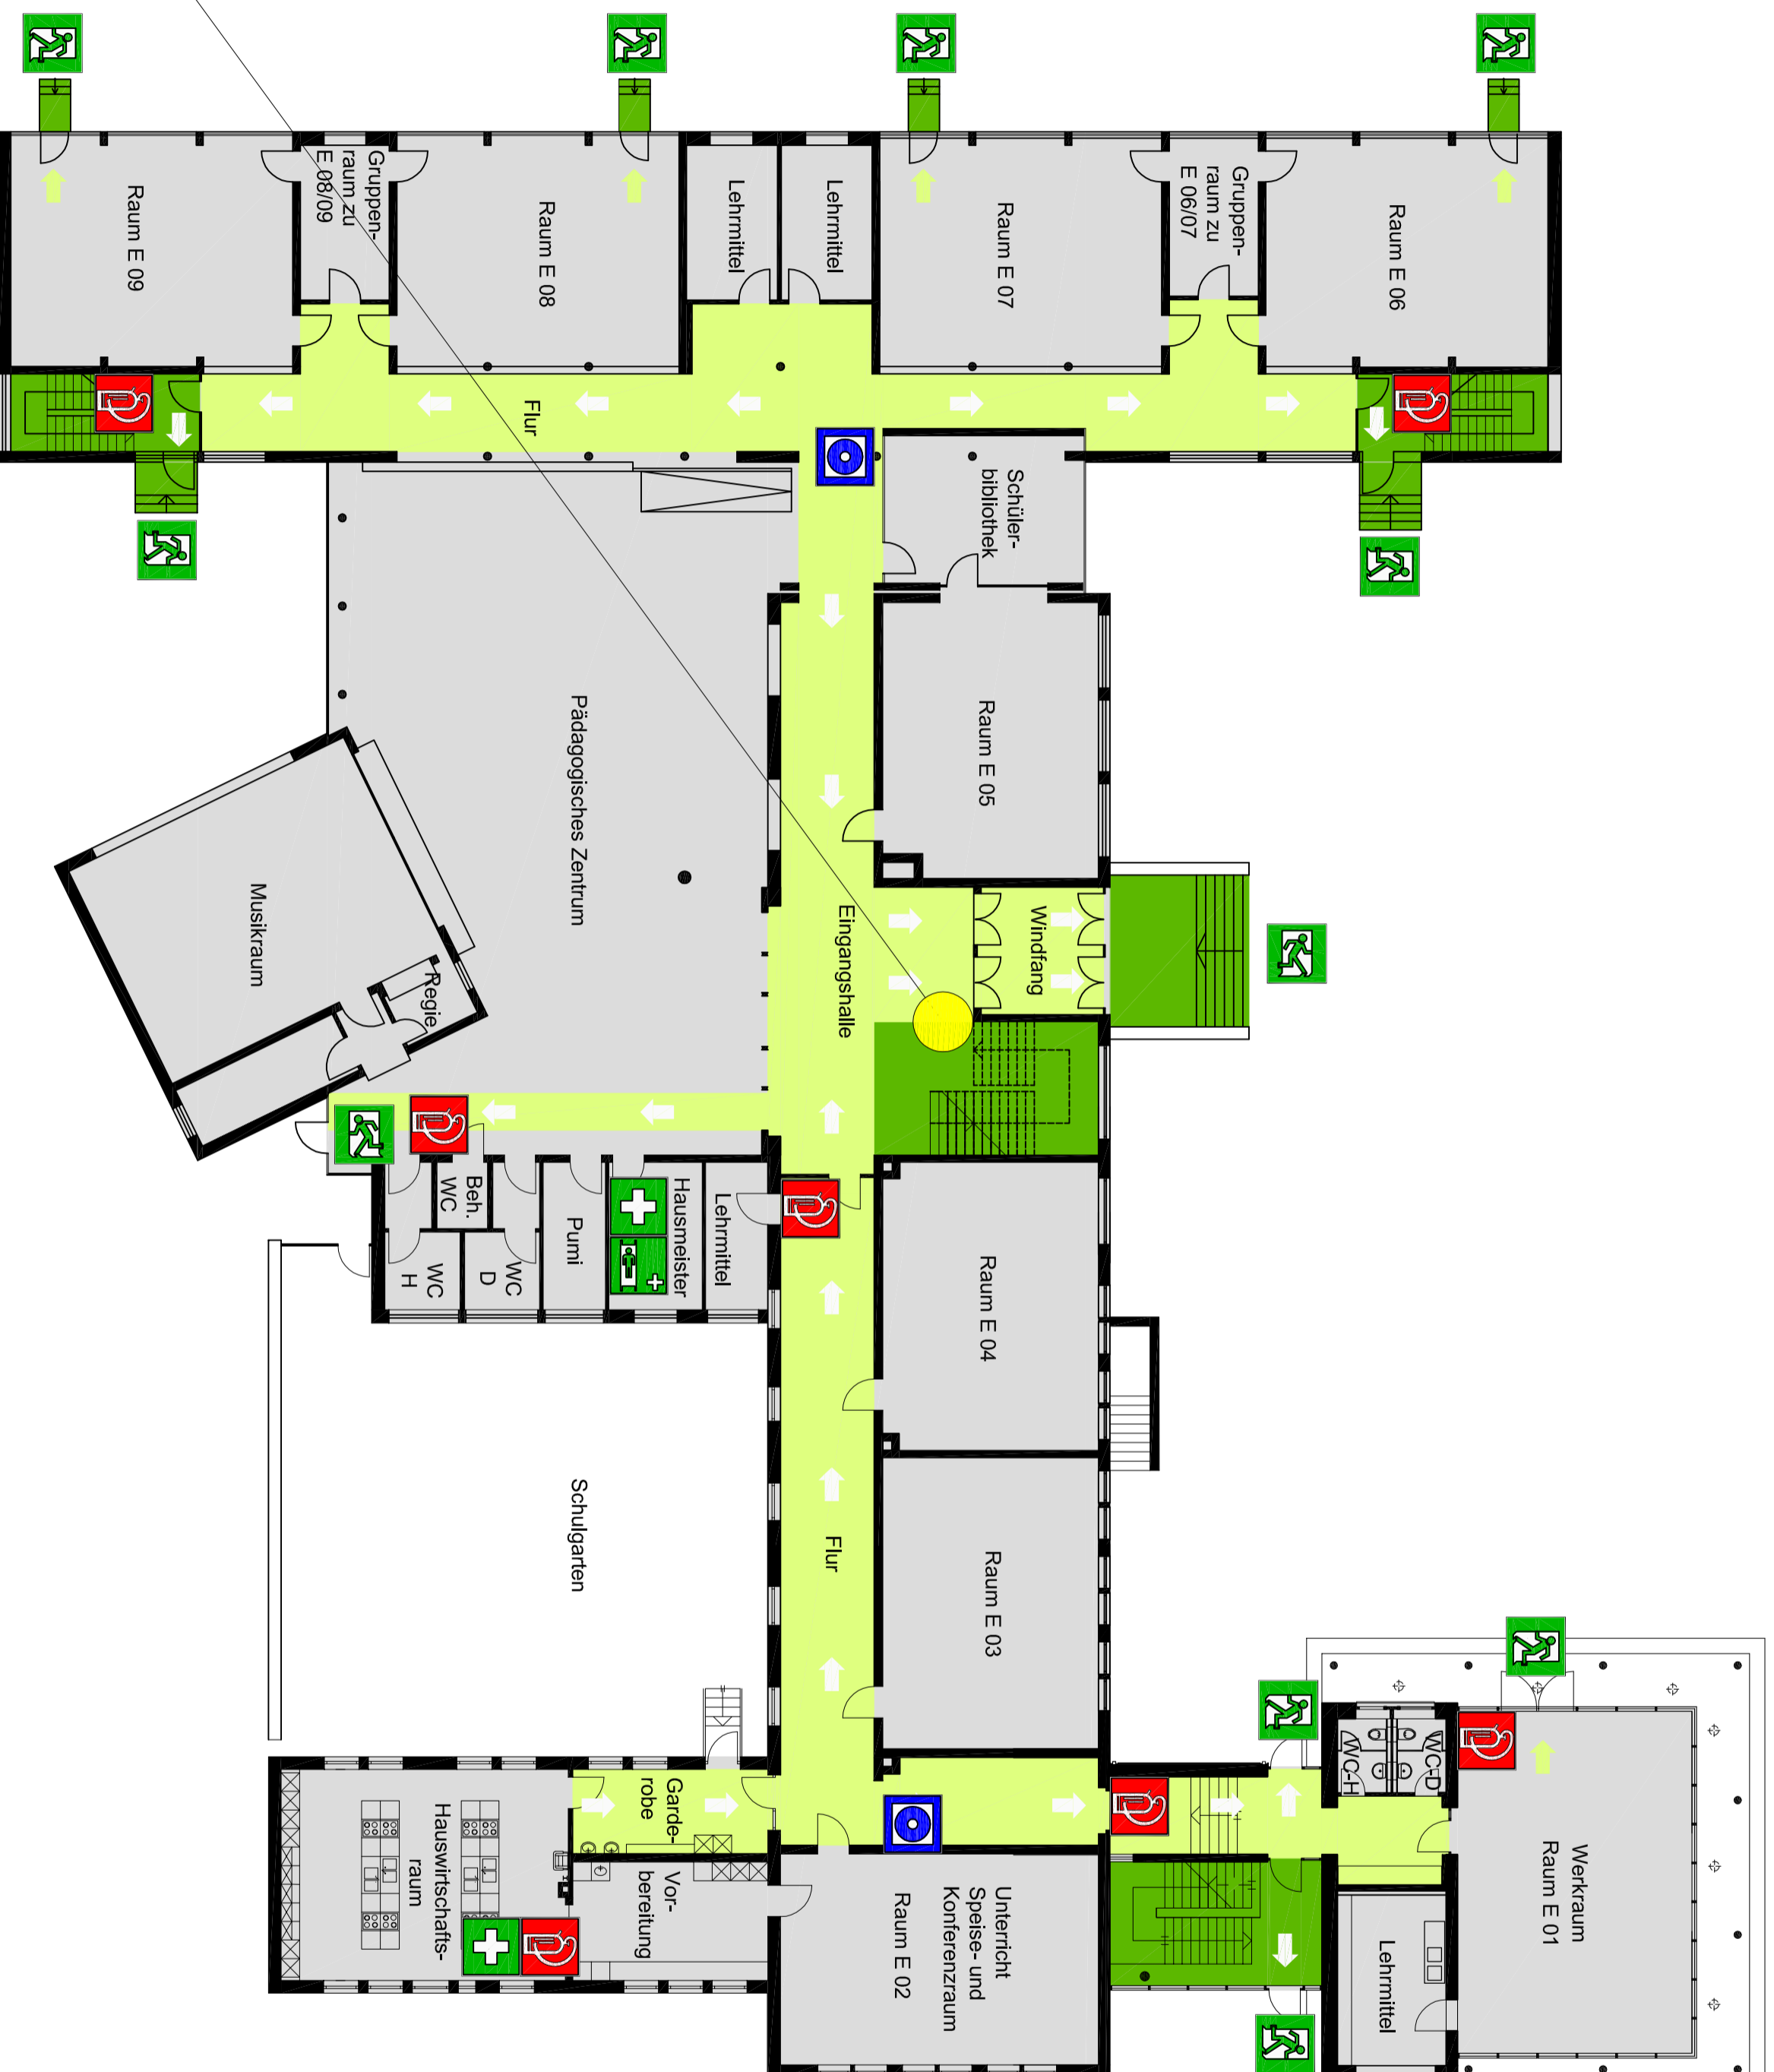 Raum E 09
Gruppen-
raum zu
E 08/09
Raum E 08
Lehrmittel
Lehrmittel
Raum E 07
Gruppen-
raum zu
E 06/07
Raum E 06
Flur
Schüler-
bibliothek
Raum E 05
Pädagogisches Zentrum
Musikraum
Regie
Eingangshalle
Windfang
Beh.
WC
WC
H
WC
D
Pumi
Hausmeister
Lehrmittel
Raum E 04
Schulgarten
Flur
Raum E 03
Garde-
robe
Hauswirtschafts-
raum
Vor-
bereitung
Unterricht
Speise- und
Konferenzraum
Raum E 02
WC-H
WC-D
Werkraum
Raum E 01
Lehrmittel